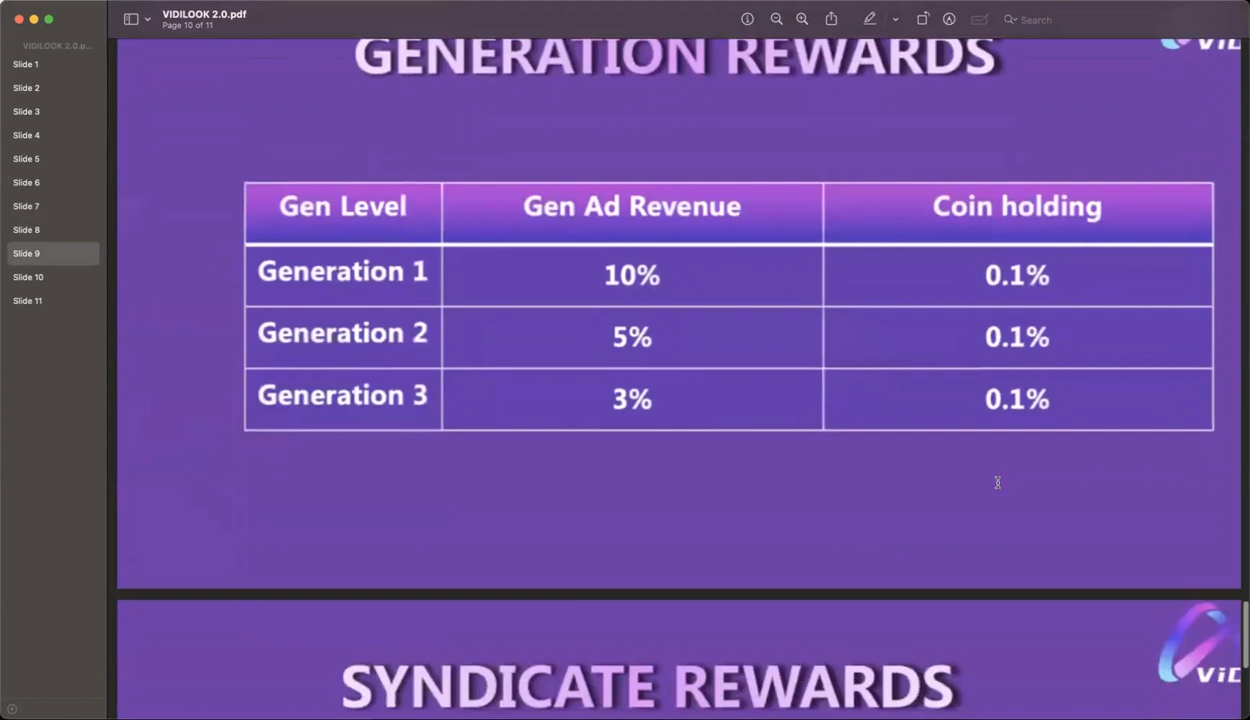 VIDILOOK 2.0.pdf
Page 10 of 11
Search
VIDILOOK 2.0.p...
Slide 1
Slide 2
Slide 3
Slide 4
Slide 5
Slide 6
Slide 7
Slide 8
Slide 9
Slide 10
Slide 11
GENERATION REWARDS
Gen Level Gen Ad Revenue Coin holding
Generation 1 10% 0.1%
Generation 2 5% 0.1%
Generation 3 3% 0.1%
SYNDICATE REWARDS